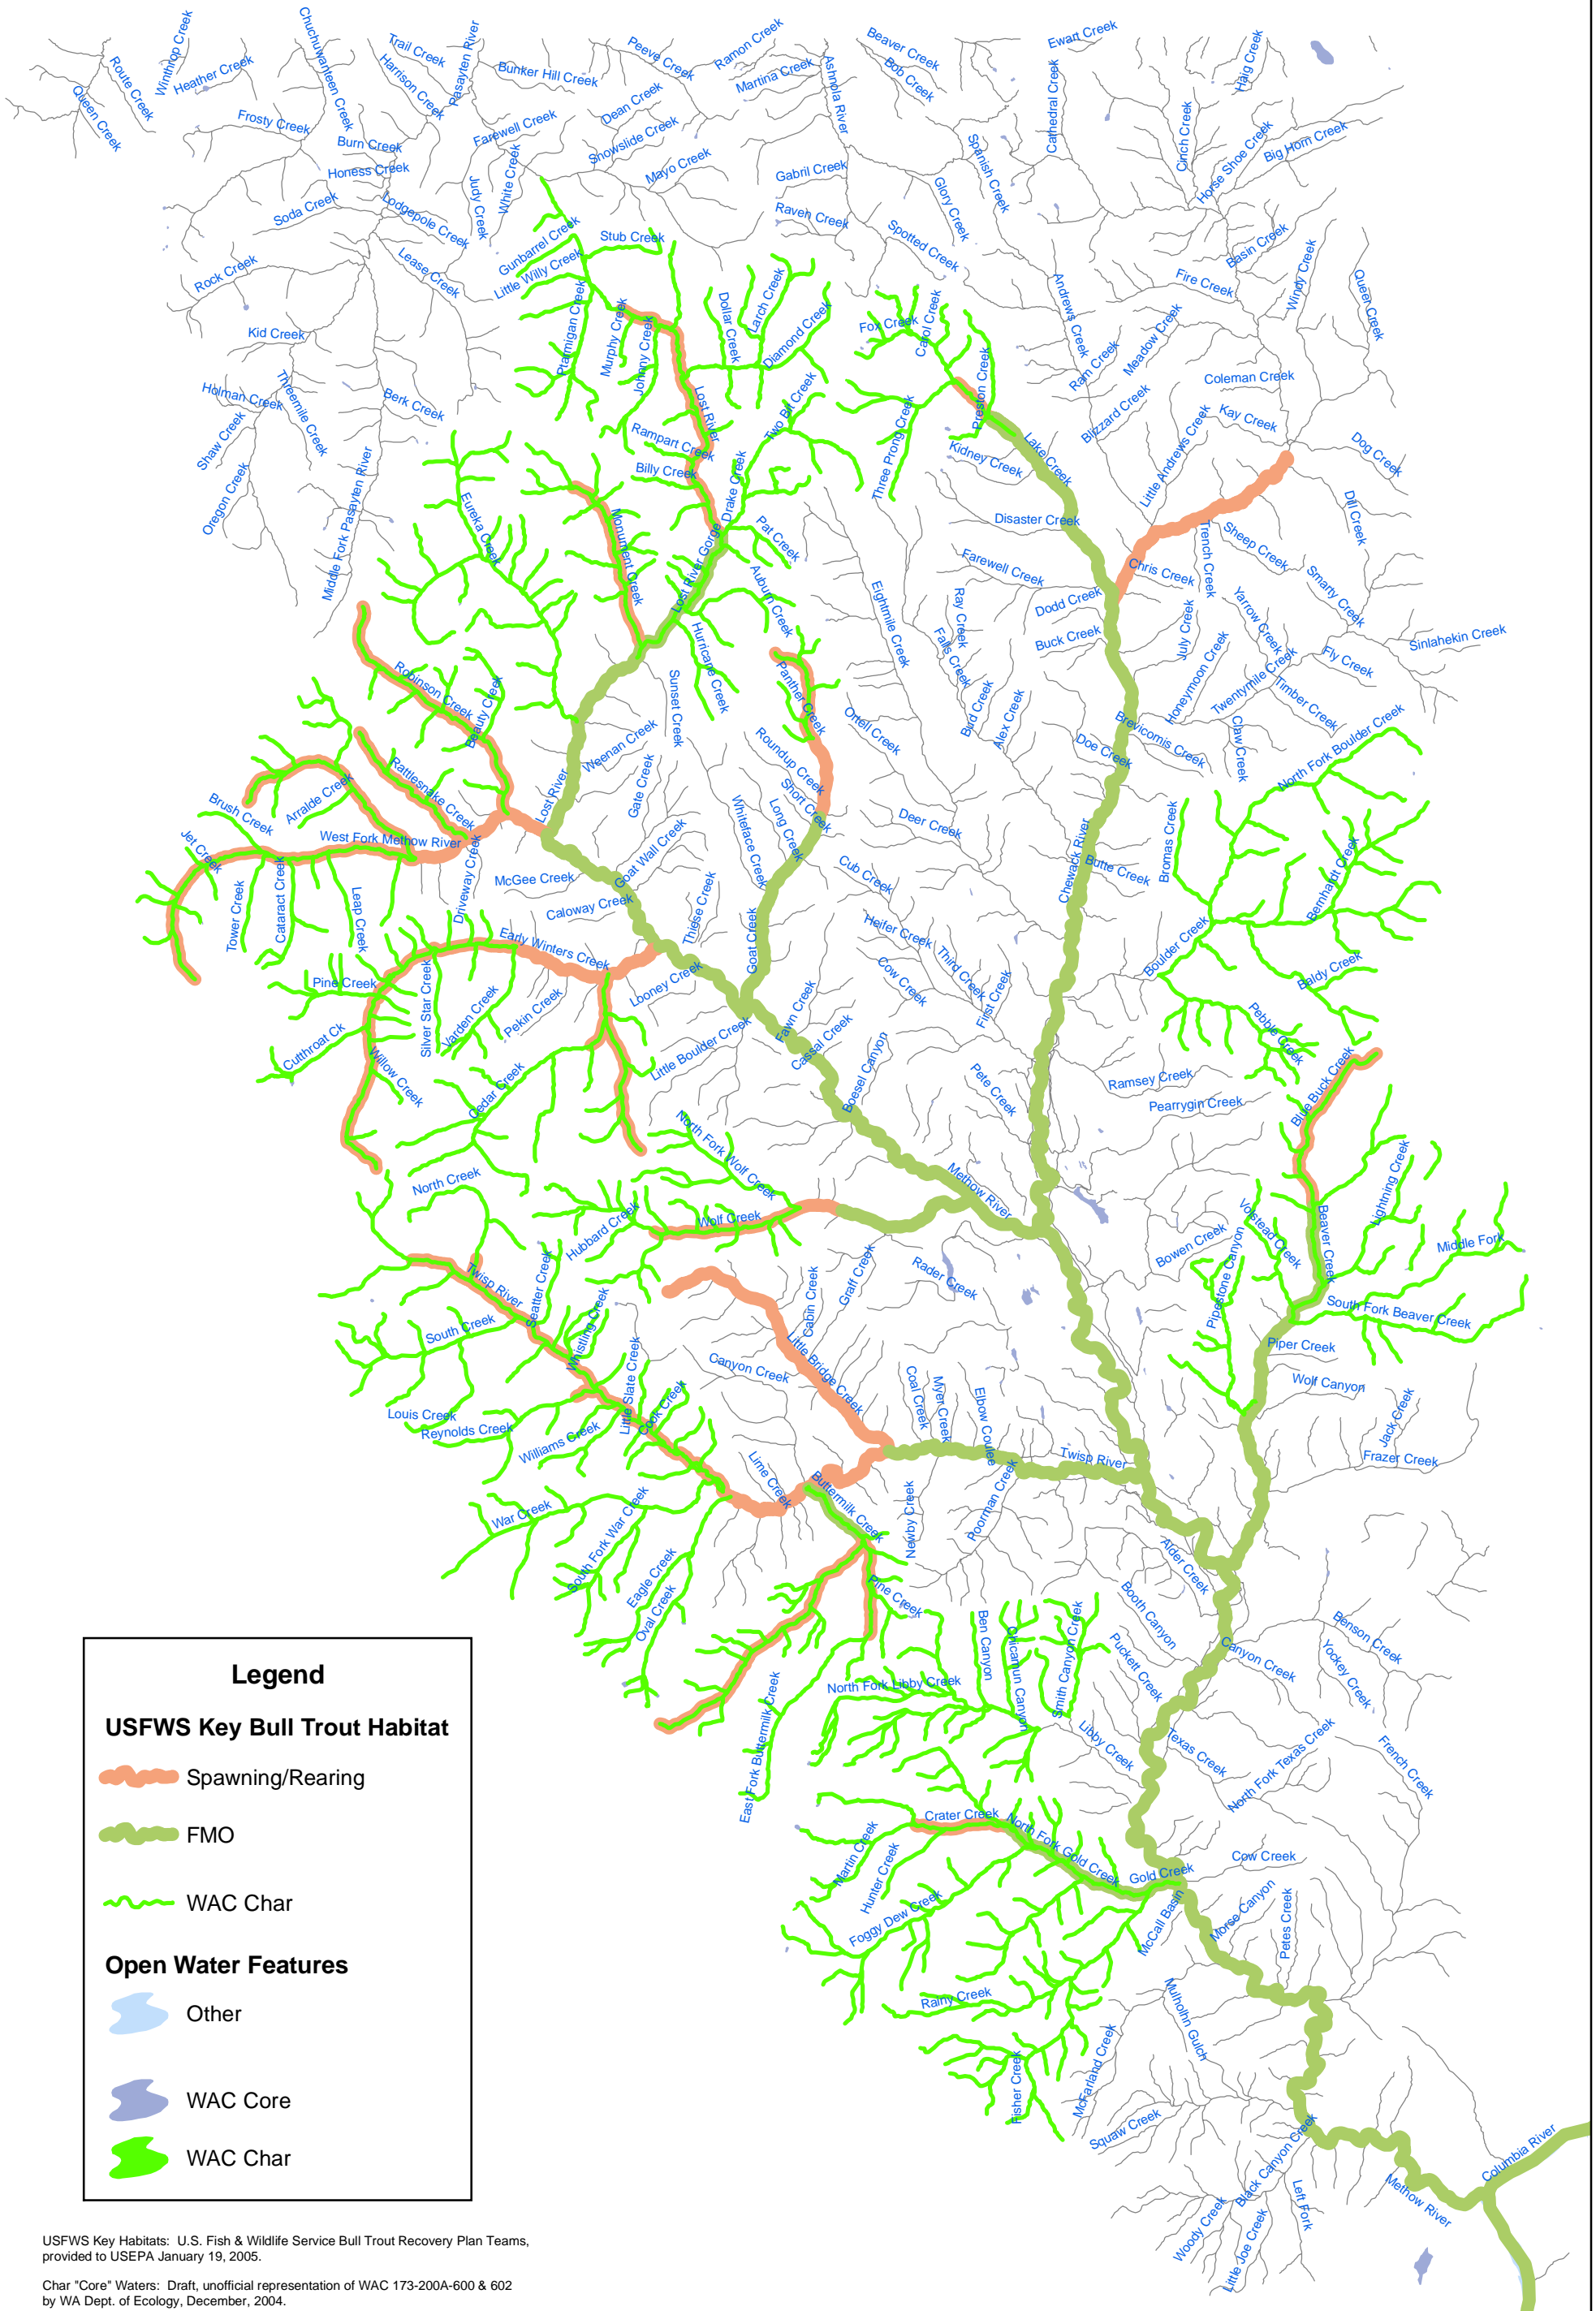 Queen Creek
Route Creek
Winthrop Creek
Heather Creek
Chuchuwanteen Creek
Trail Creek
Harrison Creek
Pasayten River
Bunker Hill Creek
Peeve Creek
Ramon Creek
Martina Creek
Ashnola River
Beaver Creek
Bob Creek
Ewart Creek
Cathedral Creek
Haig Creek
Frosty Creek
Burn Creek
Honess Creek
Farewell Creek
Dean Creek
Snowslide Creek
Mayo Creek
Gabril Creek
Spanish Creek
Cinch Creek
Horse Shoe Creek
Big Horn Creek
Soda Creek
Lodgepole Creek
Judy Creek
White Creek
Raven Creek
Glory Creek
Spotted Creek
Basin Creek
Rock Creek
Lease Creek
Gunbarrel Creek
Little Willy Creek
Stub Creek
Andrews Creek
Fire Creek
Windy Creek
Queer Creek
Kid Creek
Ptarmigan Creek
Murphy Creek
Johnny Creek
Dollar Creek
Larch Creek
Diamond Creek
Fox Creek
Carol Creek
Preston Creek
Ram Creek
Meadow Creek
Coleman Creek
Holman Creek
Threemile Creek
Berk Creek
Lost River
Two Bit Creek
Three Prong Creek
Lake Creek
Blizzard Creek
Kay Creek
Shaw Creek
Oregon Creek
Middle Fork Pasayten River
Rampart Creek
Billy Creek
Drake Creek
Kidney Creek
Little Andrews Creek
Dog Creek
Eureka Creek
Monument Creek
Lost River Gorge
Pat Creek
Disaster Creek
Trench Creek
Sheep Creek
Dill Creek
Auburn Creek
Eightmile Creek
Farewell Creek
Chris Creek
Smarty Creek
Ray Creek
Dodd Creek
Yarrow Creek
Falls Creek
Buck Creek
July Creek
Honeymoon Creek
Twentymile Creek
Fly Creek
Sinlahekin Creek
Robinson Creek
Beauty Creek
Sunset Creek
Hurricane Creek
Panther Creek
Ortell Creek
Bird Creek
Alex Creek
Timber Creek
Weenan Creek
Roundup Creek
Doe Creek
Brevicomis Creek
Claw Creek
North Fork Boulder Creek
Rattlesnake Creek
Arralde Creek
Brush Creek
Jet Creek
West Fork Methow River
Lost River
Gate Creek
Short Creek
Long Creek
Whiteface Creek
Deer Creek
Bromas Creek
Goat Wall Creek
McGee Creek
Cub Creek
Chewack River
Butte Creek
Bernhardt Creek
Tower Creek
Cataract Creek
Leap Creek
Driveway Creek
Caloway Creek
Thiese Creek
Goat Creek
Heifer Creek
Third Creek
Boulder Creek
Early Winters Creek
Looney Creek
Cow Creek
First Creek
Baldy Creek
Pine Creek
Silver Star Creek
Varden Creek
Pekin Creek
Fawn Creek
Cassal Creek
Pebble Creek
Cutthroat Ck
Willow Creek
Cedar Creek
Little Boulder Creek
Boesel Canyon
Pete Creek
Ramsey Creek
Pearrygin Creek
Blue Buck Creek
North Fork Wolf Creek
North Creek
Methow River
Lightning Creek
Hubbard Creek
Wolf Creek
Bowen Creek
Volstead Creek
Beaver Creek
Middle Fork
Twisp River
Seatter Creek
Cabin Creek
Graff Creek
Rader Creek
Pipestone Canyon
South Creek
Whistling Creek
Little Bridge Creek
South Fork Beaver Creek
Piper Creek
Little Slate Creek
Canyon Creek
Coal Creek
Myer Creek
Elbow Coulee
Wolf Canyon
Cook Creek
Louis Creek
Reynolds Creek
Williams Creek
Twisp River
Jack Creek
Frazer Creek
Lime Creek
Buttermilk Creek
Newby Creek
Poorman Creek
War Creek
South Fork War Creek
Alder Creek
Eagle Creek
Oval Creek
Pine Creek
Ben Canyon
Chicamun Canyon
Smith Canyon Creek
Booth Canyon
Puckett Creek
Canyon Creek
Benson Creek
Yockey Creek
North Fork Libby Creek
East Fork Buttermilk Creek
Libby Creek
Texas Creek
North Fork Texas Creek
French Creek
Crater Creek
North Fork Gold Creek
Martin Creek
Hunter Creek
Gold Creek
Cow Creek
Foggy Dew Creek
McCall Basin
Morse Canyon
Petes Creek
Rainy Creek
Mulholhn Gulch
Fisher Creek
McFarland Creek
Squaw Creek
Black Canyon Creek
Left Fork
Woody Creek
Little Joe Creek
Methow River
Columbia River
Legend
USFWS Key Bull Trout Habitat
Spawning/Rearing
FMO
WAC Char
Open Water Features
Other
WAC Core
WAC Char
USFWS Key Habitats: U.S. Fish & Wildlife Service Bull Trout Recovery Plan Teams,
provided to USEPA January 19, 2005.
Char "Core" Waters: Draft, unofficial representation of WAC 173-200A-600 & 602
by WA Dept. of Ecology, December, 2004.